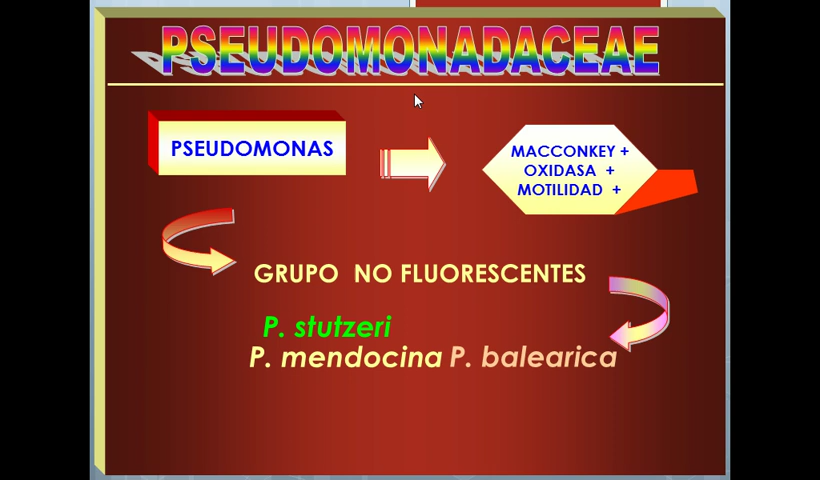 PSEUDOMONADACEAE
PSEUDOMONAS
MACCONKEY +
OXIDASA +
MOTILIDAD +
GRUPO NO FLUORESCENTES
P. stutzeri
P. mendocina P. balearica